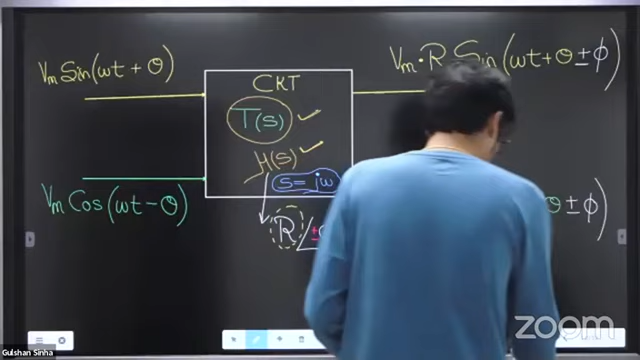 Vm Sin(ωt + θ)
Vm·R Sin(ωt + θ ± φ)
CKT
T(S)
H(S)
S = jω
R ∠±
Vm Cos(ωt - θ)
θ ± φ)
zoom
Gulshan Sinha